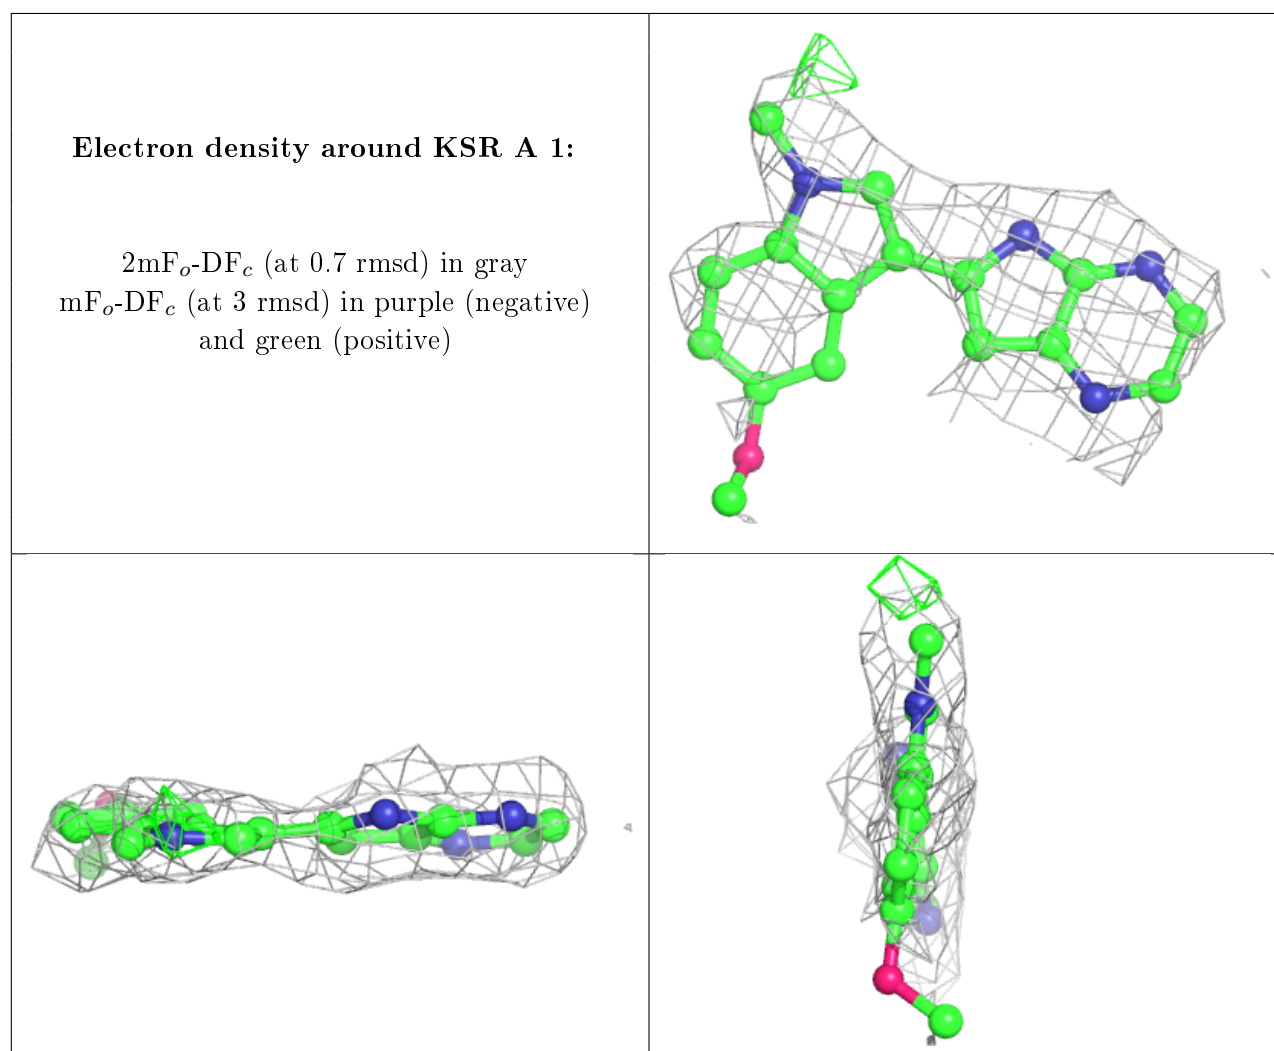 Electron density around KSR A 1:
2mFo-DFc (at 0.7 rmsd) in gray
mFo-DFc (at 3 rmsd) in purple (negative)
and green (positive)